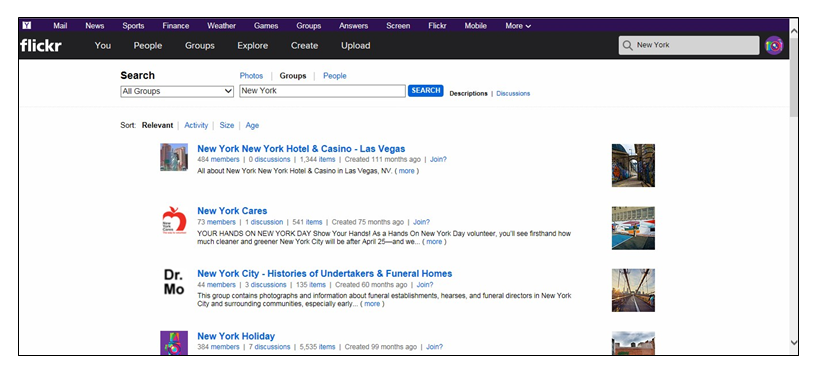 Y! Mail News Sports Finance Weather Games Groups Answers Screen Flickr Mobile More
flickr You People Groups Explore Create Upload New York
Search Photos | Groups | People
All Groups New York SEARCH Descriptions | Discussions
Sort: Relevant | Activity | Size | Age
New York New York Hotel & Casino - Las Vegas
484 members | 0 discussions | 1,344 items | Created 111 months ago | Join?
All about New York New York Hotel & Casino in Las Vegas, NV. ( more )
New York Cares
73 members | 1 discussion | 541 items | Created 75 months ago | Join?
YOUR HANDS ON NEW YORK DAY Show Your Hands! As a Hands On New York Day volunteer, you'll see firsthand how
much cleaner and greener New York City will be after April 25—and we... ( more )
New York Cares
Dr.
Mo
New York City - Histories of Undertakers & Funeral Homes
44 members | 3 discussions | 135 items | Created 60 months ago | Join?
This group contains photographs and information about funeral establishments, hearses, and funeral directors in New York
City and surrounding communities, especially early... ( more )
New York Holiday
384 members | 7 discussions | 5,535 items | Created 99 months ago | Join?